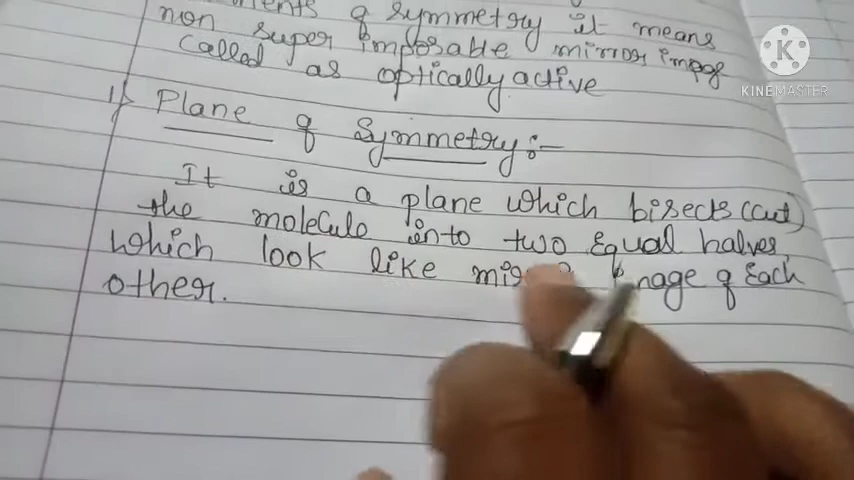 of symmetry it means
non super imposable mirror image
called as optically active
1) Plane of Symmetry :-
It is a plane which bisects (cut)
the molecule into two equal halves
which look like image of each
other.
K
KINEMASTER